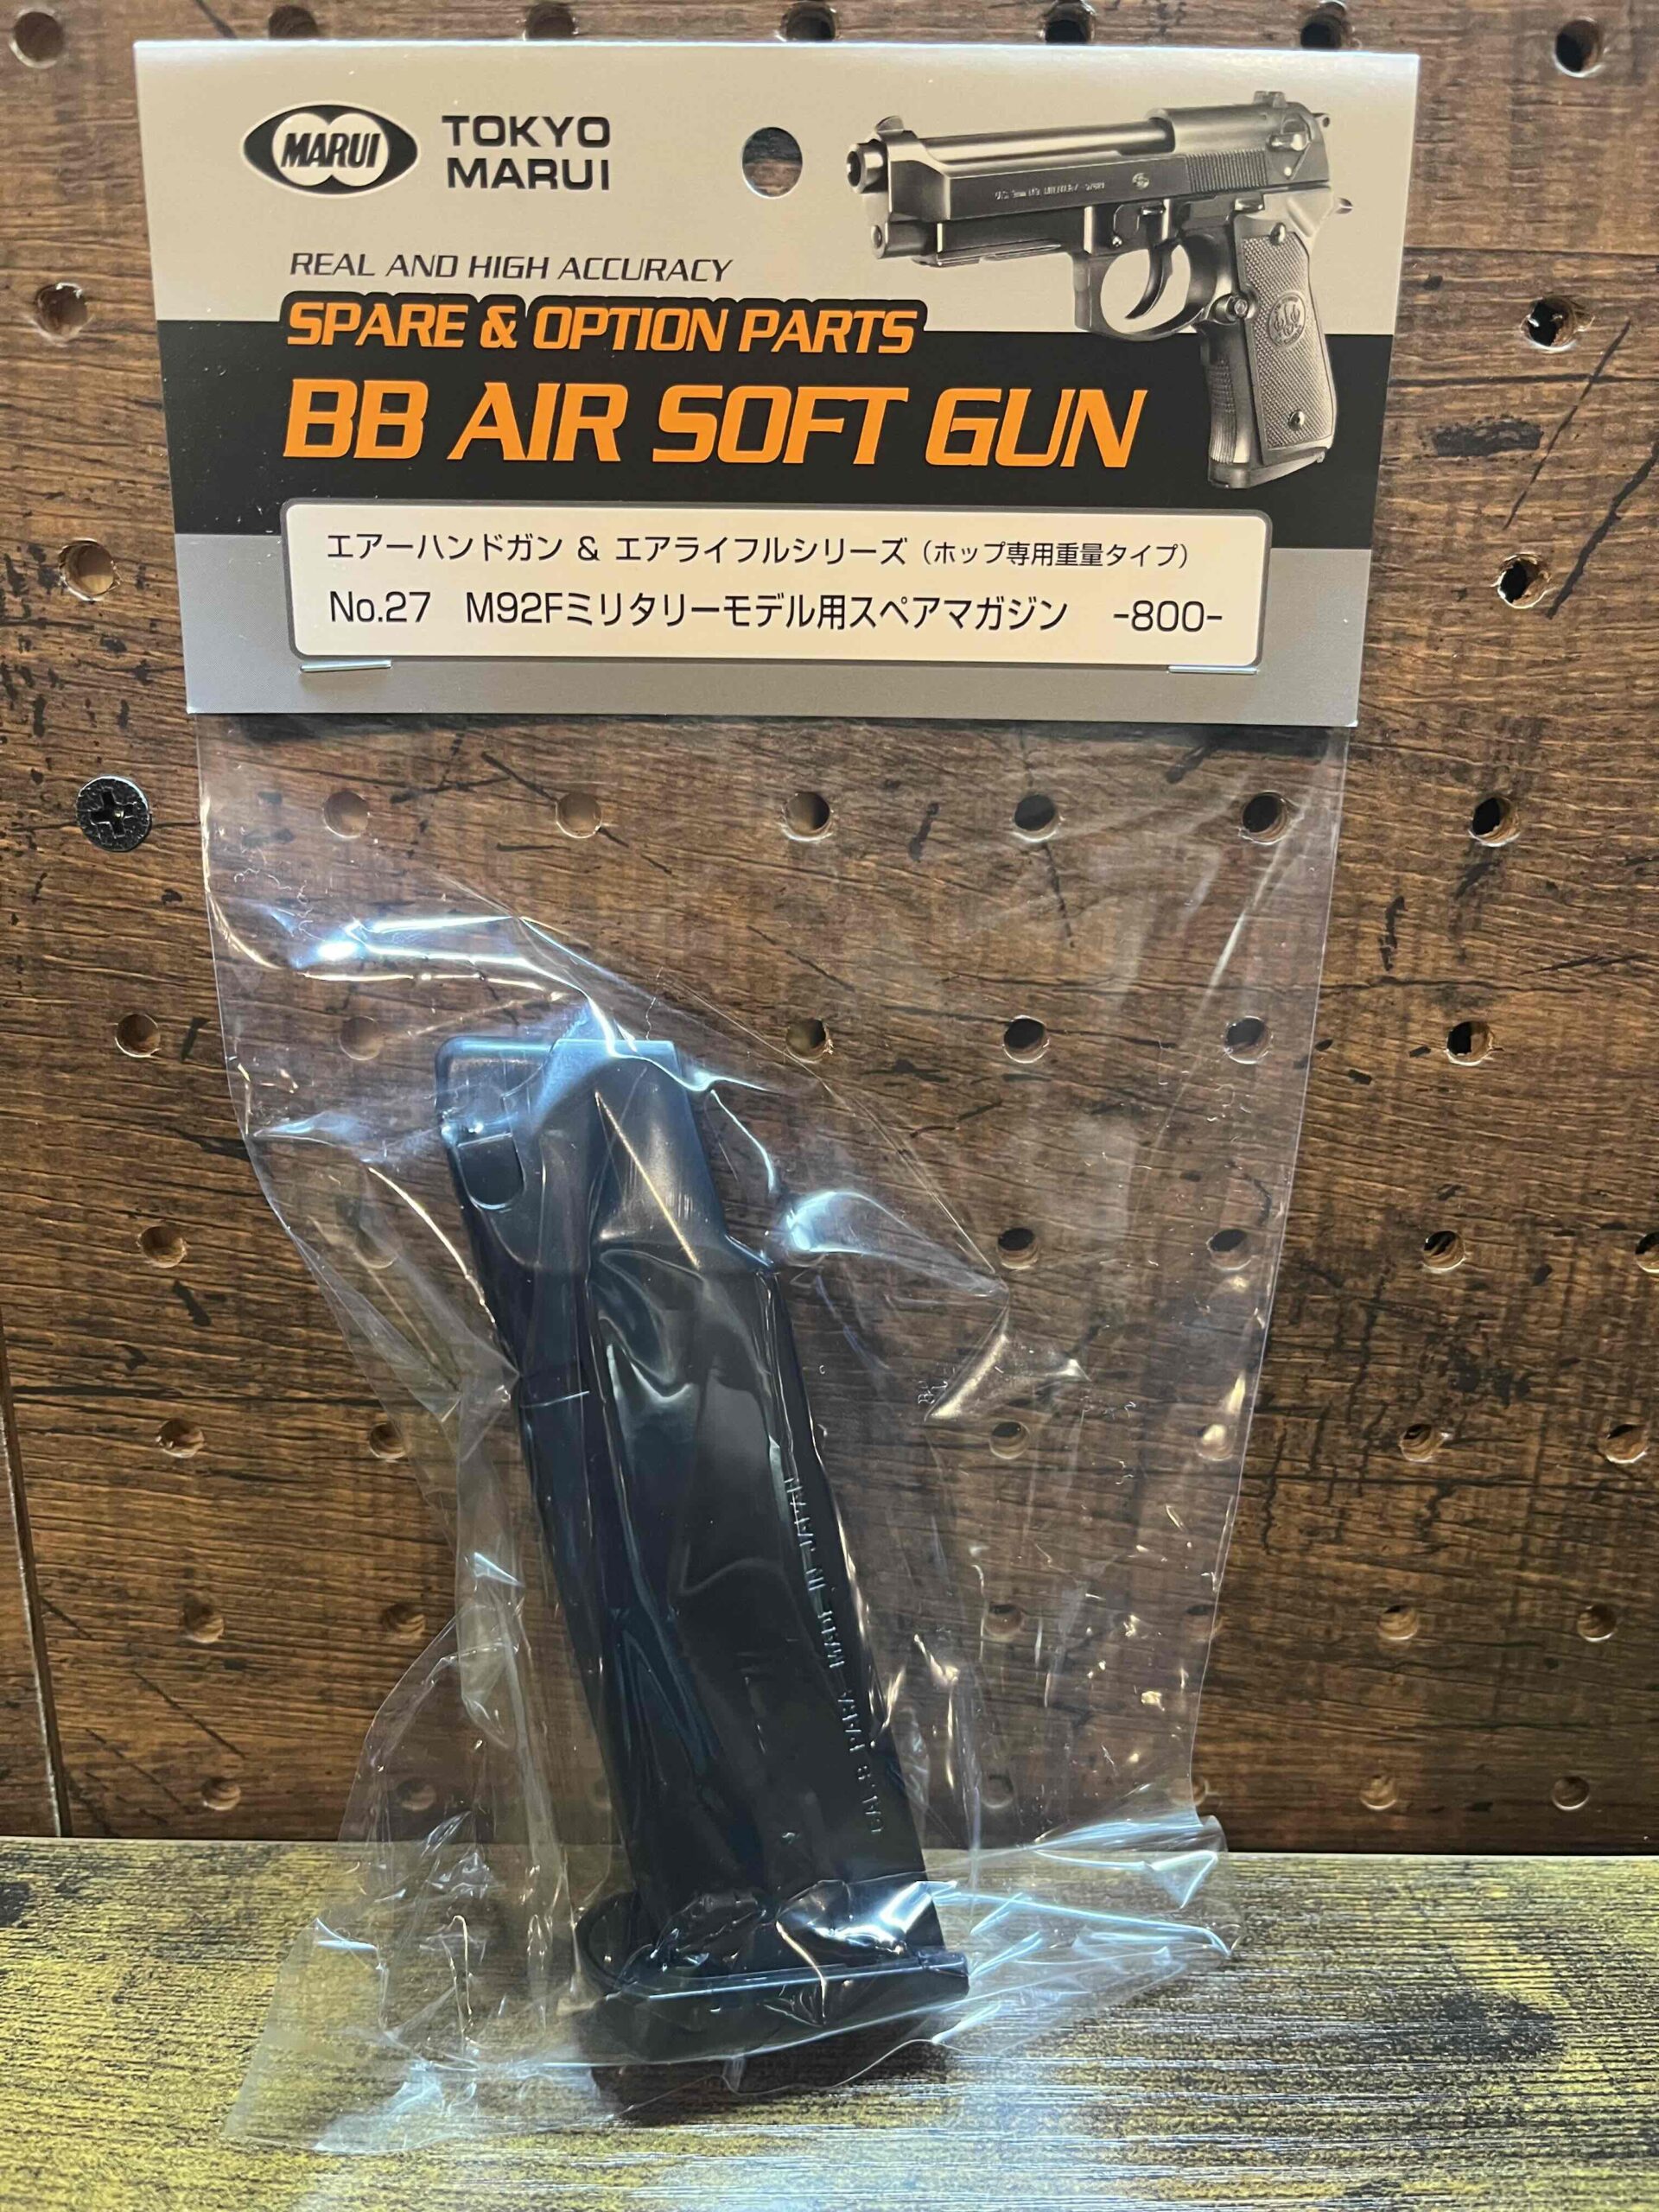 MARUI
TOKYO
MARUI
REAL AND HIGH ACCURACY
SPARE & OPTION PARTS
BB AIR SOFT GUN
エアーハンドガン & エアライフルシリーズ（ホップ専用重量タイプ）
No.27 M92Fミリタリーモデル用スペアマガジン -800-
CAL.9 PARA MADE IN JAPAN